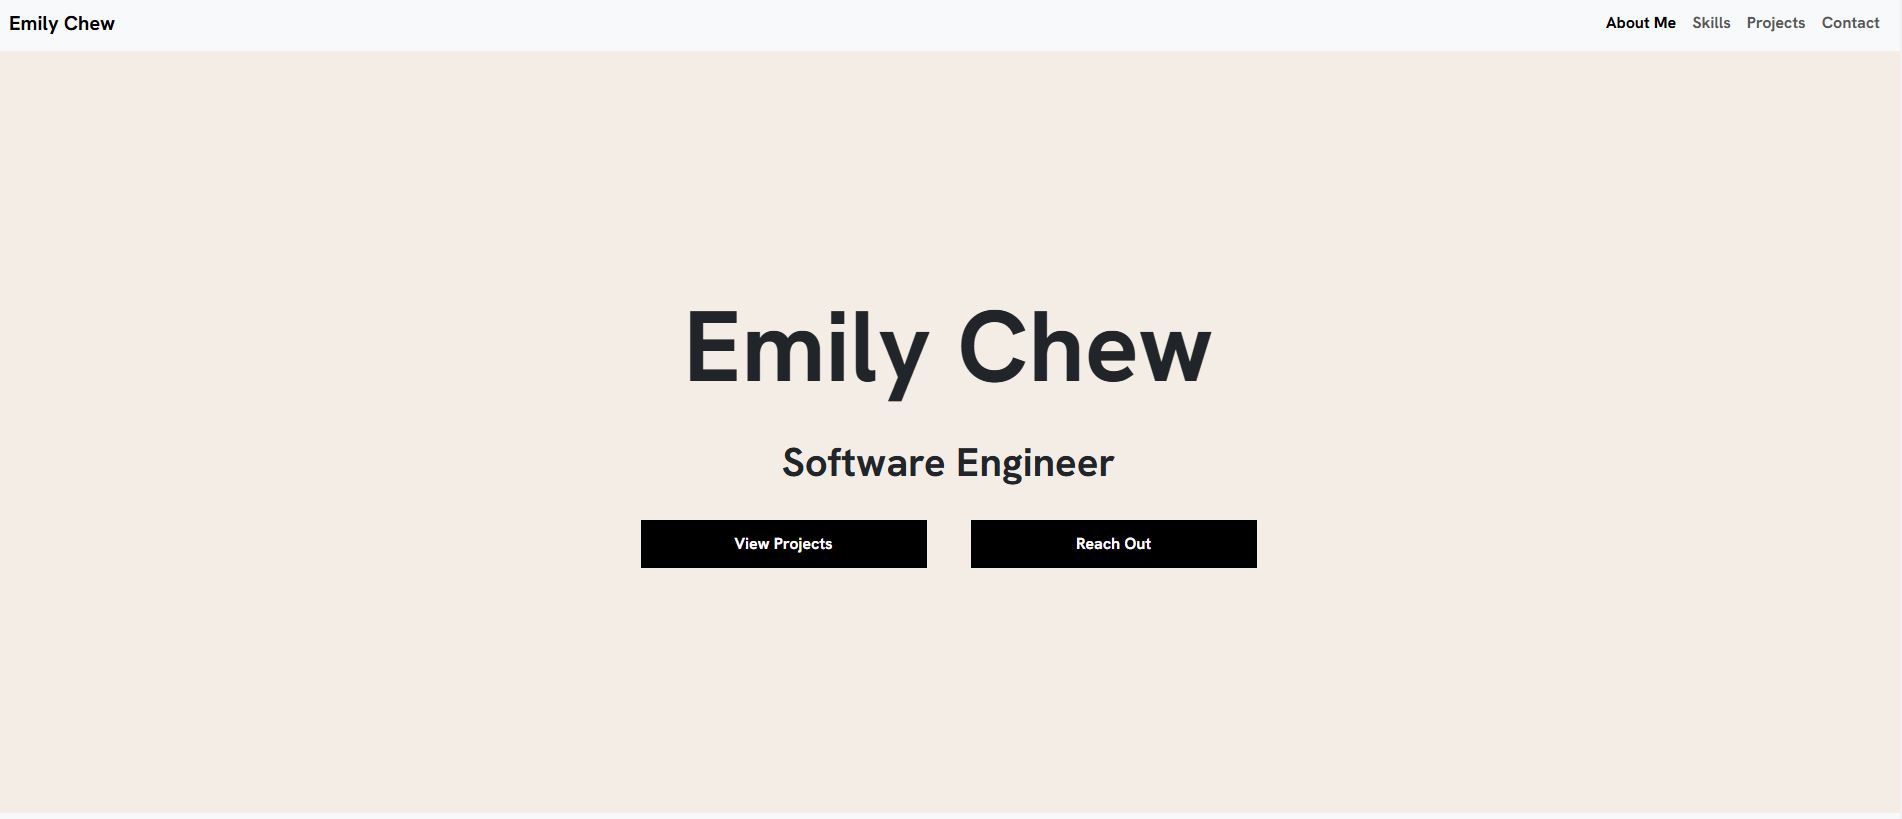 Emily Chew
About Me Skills Projects Contact
Emily Chew
Software Engineer
View Projects
Reach Out